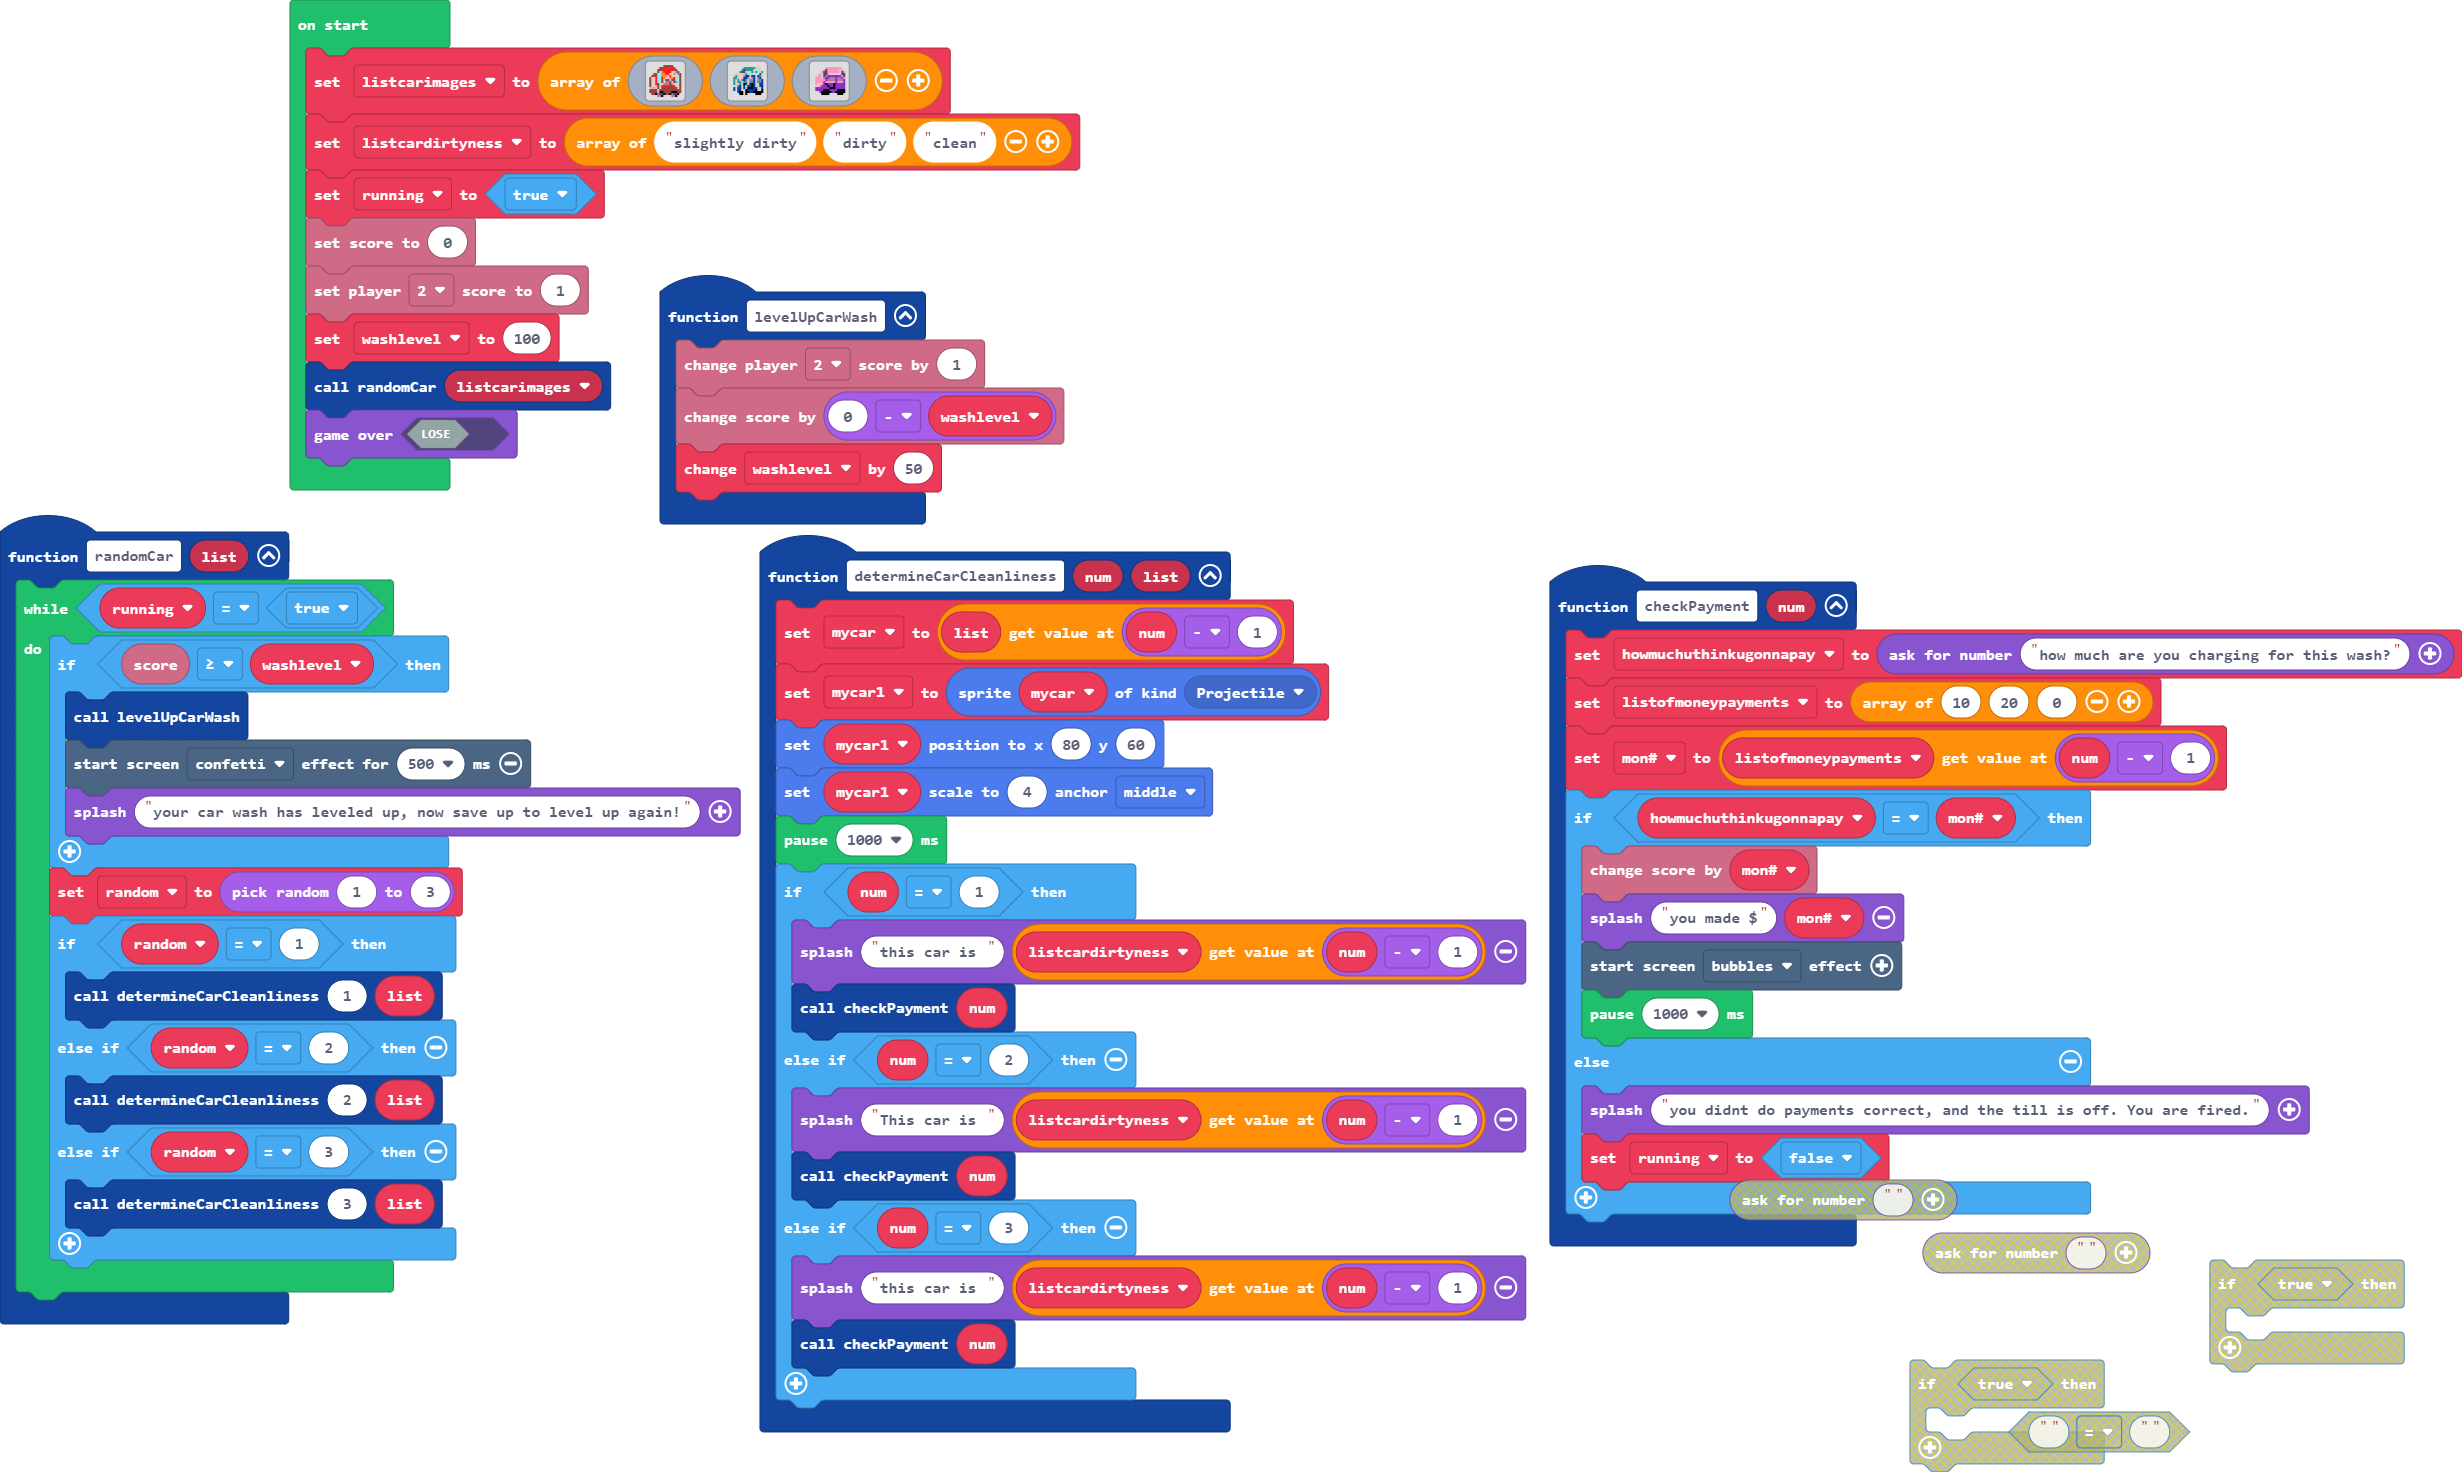 on start
set listcarimages to array of
set listcardirtyness to array of "slightly dirty" "dirty" "clean"
set running to true
set score to 0
set player 2 score to 1
set washlevel to 100
call randomCar listcarimages
game over LOSE
function levelUpCarWash
change player 2 score by 1
change score by 0 - washlevel
change washlevel by 50
function randomCar list
while running = true
do
if score ≥ washlevel then
call levelUpCarWash
start screen confetti effect for 500 ms
splash "your car wash has leveled up, now save up to level up again!"
set random to pick random 1 to 3
if random = 1 then
call determineCarCleanliness 1 list
else if random = 2 then
call determineCarCleanliness 2 list
else if random = 3 then
call determineCarCleanliness 3 list
function determineCarCleanliness num list
set mycar to list get value at num - 1
set mycar1 to sprite mycar of kind Projectile
set mycar1 position to x 80 y 60
set mycar1 scale to 4 anchor middle
pause 1000 ms
if num = 1 then
splash "this car is " listcardirtyness get value at num - 1
call checkPayment num
else if num = 2 then
splash "This car is " listcardirtyness get value at num - 1
call checkPayment num
else if num = 3 then
splash "this car is " listcardirtyness get value at num - 1
call checkPayment num
function checkPayment num
set howmuchuthinkugonnapay to ask for number "how much are you charging for this wash?"
set listofmoneypayments to array of 10 20 0
set mon# to listofmoneypayments get value at num - 1
if howmuchuthinkugonnapay = mon# then
change score by mon#
splash "you made $" mon#
start screen bubbles effect
pause 1000 ms
else
splash "you didnt do payments correct, and the till is off. You are fired."
set running to false
ask for number ""
ask for number ""
if true then
if true then
"" = ""